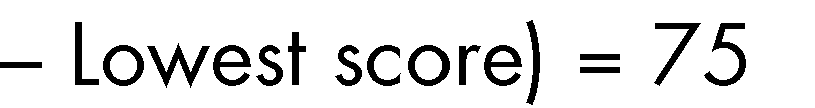 – Lowest score) = 75